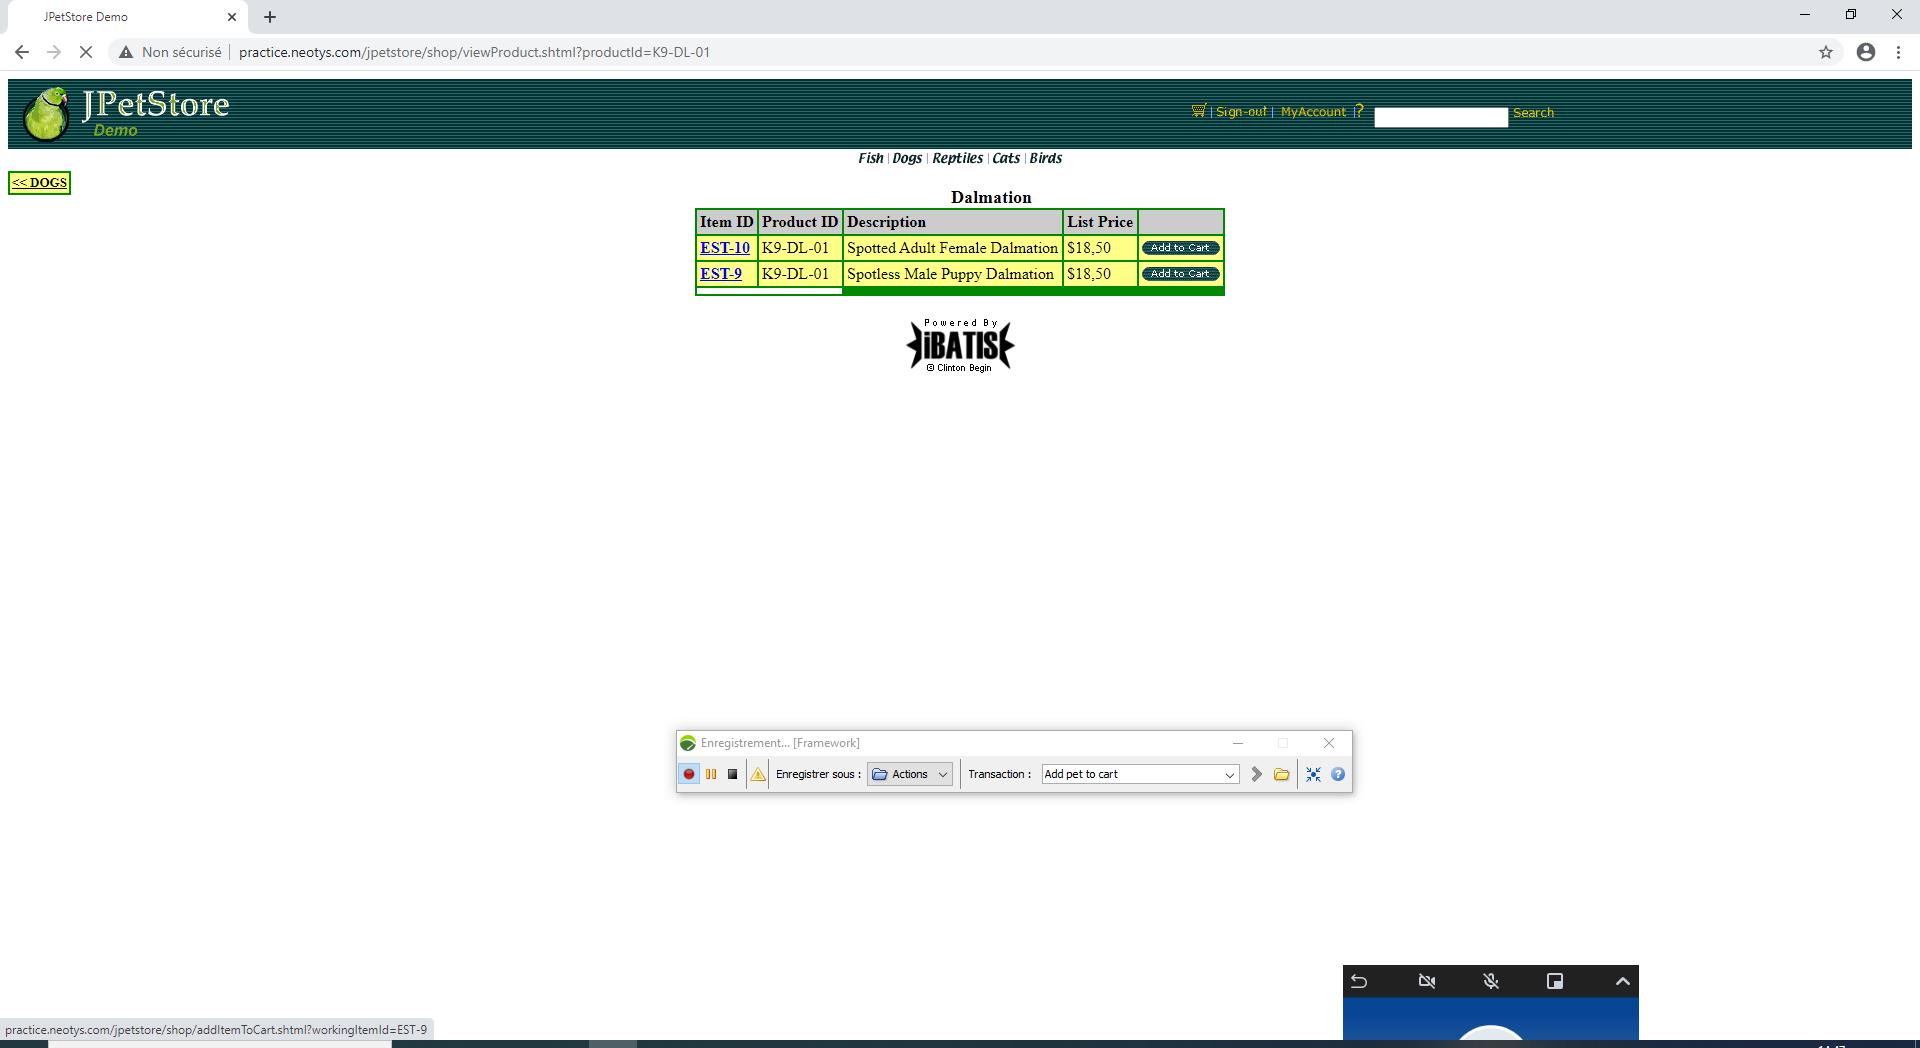 JPetStore Demo
Non sécurisé
practice.neotys.com/jpetstore/shop/viewProduct.shtml?productId=K9-DL-01
JPetStore
Demo
| Sign-out | MyAccount | ? Search
Fish | Dogs | Reptiles | Cats | Birds
<< DOGS
Dalmation
Item ID Product ID Description List Price
EST-10 K9-DL-01 Spotted Adult Female Dalmation $18,50 Add to Cart
EST-9 K9-DL-01 Spotless Male Puppy Dalmation $18,50 Add to Cart
Powered By
iBATIS
© Clinton Begin
Enregistrement... [Framework]
Enregistrer sous : Actions Transaction : Add pet to cart
practice.neotys.com/jpetstore/shop/addItemToCart.shtml?workingItemId=EST-9